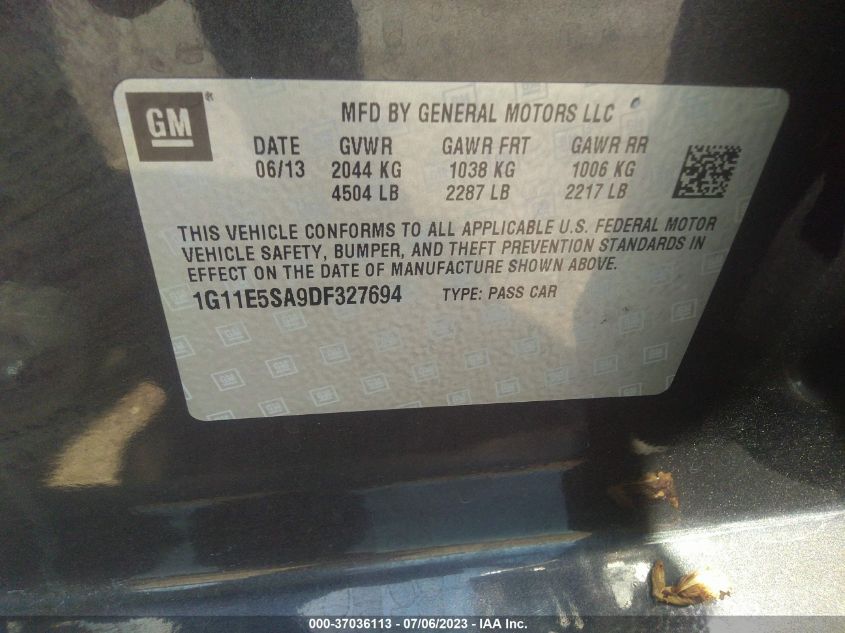 GM
MFD BY GENERAL MOTORS LLC
DATE GVWR GAWR FRT GAWR RR
06/13 2044 KG 1038 KG 1006 KG
4504 LB 2287 LB 2217 LB
THIS VEHICLE CONFORMS TO ALL APPLICABLE U.S. FEDERAL MOTOR
VEHICLE SAFETY, BUMPER, AND THEFT PREVENTION STANDARDS IN
EFFECT ON THE DATE OF MANUFACTURE SHOWN ABOVE.
1G11E5SA9DF327694 TYPE: PASS CAR
000-37036113 - 07/06/2023 - IAA Inc.